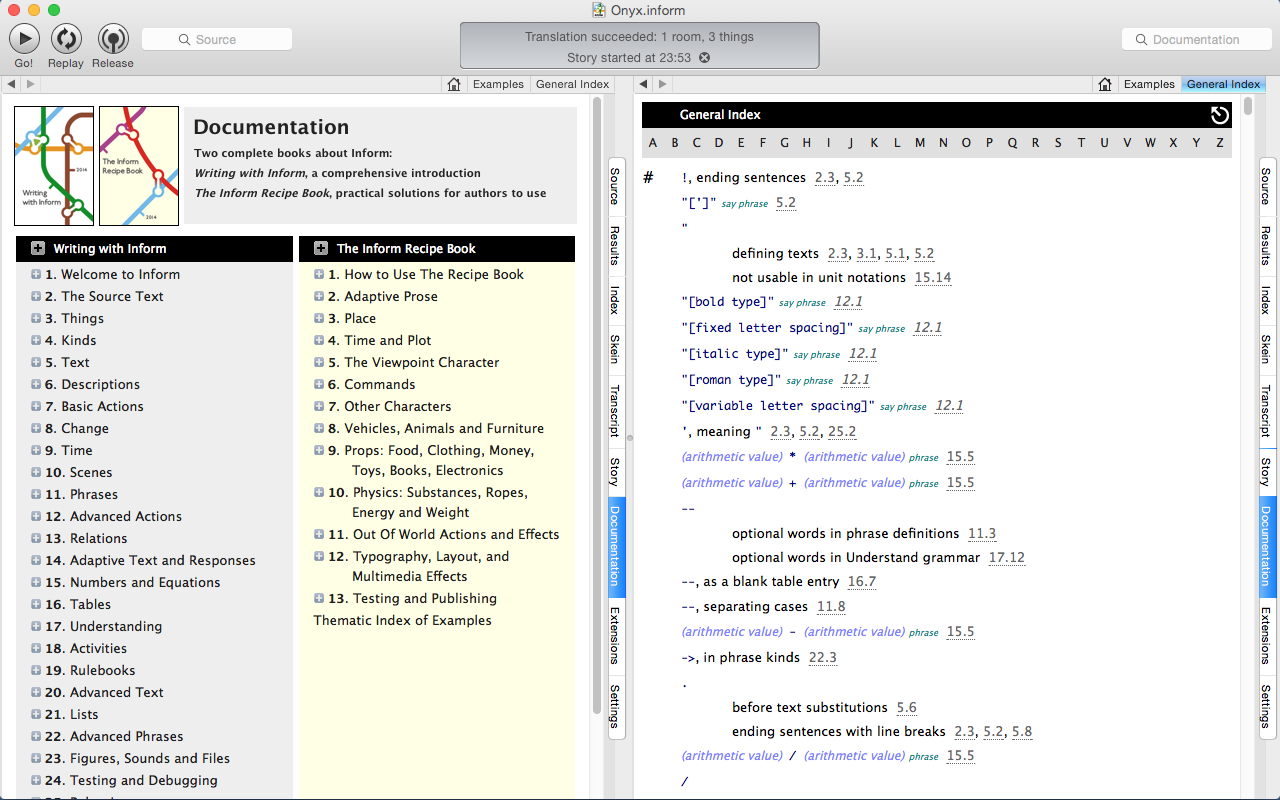 Onyx.inform
Go!
Replay
Release
Source
Translation succeeded: 1 room, 3 things
Story started at 23:53
Documentation
Examples
General Index
Examples
General Index
Writing
with Inform
2014
The Inform
Recipe Book
2014
Documentation
Two complete books about Inform:
Writing with Inform, a comprehensive introduction
The Inform Recipe Book, practical solutions for authors to use
Writing with Inform
1. Welcome to Inform
2. The Source Text
3. Things
4. Kinds
5. Text
6. Descriptions
7. Basic Actions
8. Change
9. Time
10. Scenes
11. Phrases
12. Advanced Actions
13. Relations
14. Adaptive Text and Responses
15. Numbers and Equations
16. Tables
17. Understanding
18. Activities
19. Rulebooks
20. Advanced Text
21. Lists
22. Advanced Phrases
23. Figures, Sounds and Files
24. Testing and Debugging
The Inform Recipe Book
1. How to Use The Recipe Book
2. Adaptive Prose
3. Place
4. Time and Plot
5. The Viewpoint Character
6. Commands
7. Other Characters
8. Vehicles, Animals and Furniture
9. Props: Food, Clothing, Money,
Toys, Books, Electronics
10. Physics: Substances, Ropes,
Energy and Weight
11. Out Of World Actions and Effects
12. Typography, Layout, and
Multimedia Effects
13. Testing and Publishing
Thematic Index of Examples
Source
Results
Index
Skein
Transcript
Story
Documentation
Extensions
Settings
General Index
A B C D E F G H I J K L M N O P Q R S T U V W X Y Z
# !, ending sentences 2.3, 5.2
"[']" say phrase 5.2
"
defining texts 2.3, 3.1, 5.1, 5.2
not usable in unit notations 15.14
"[bold type]" say phrase 12.1
"[fixed letter spacing]" say phrase 12.1
"[italic type]" say phrase 12.1
"[roman type]" say phrase 12.1
"[variable letter spacing]" say phrase 12.1
', meaning " 2.3, 5.2, 25.2
(arithmetic value) * (arithmetic value) phrase 15.5
(arithmetic value) + (arithmetic value) phrase 15.5
--
optional words in phrase definitions 11.3
optional words in Understand grammar 17.12
--, as a blank table entry 16.7
--, separating cases 11.8
(arithmetic value) - (arithmetic value) phrase 15.5
->, in phrase kinds 22.3
.
before text substitutions 5.6
ending sentences with line breaks 2.3, 5.2, 5.8
(arithmetic value) / (arithmetic value) phrase 15.5
/
Source
Results
Index
Skein
Transcript
Story
Documentation
Extensions
Settings